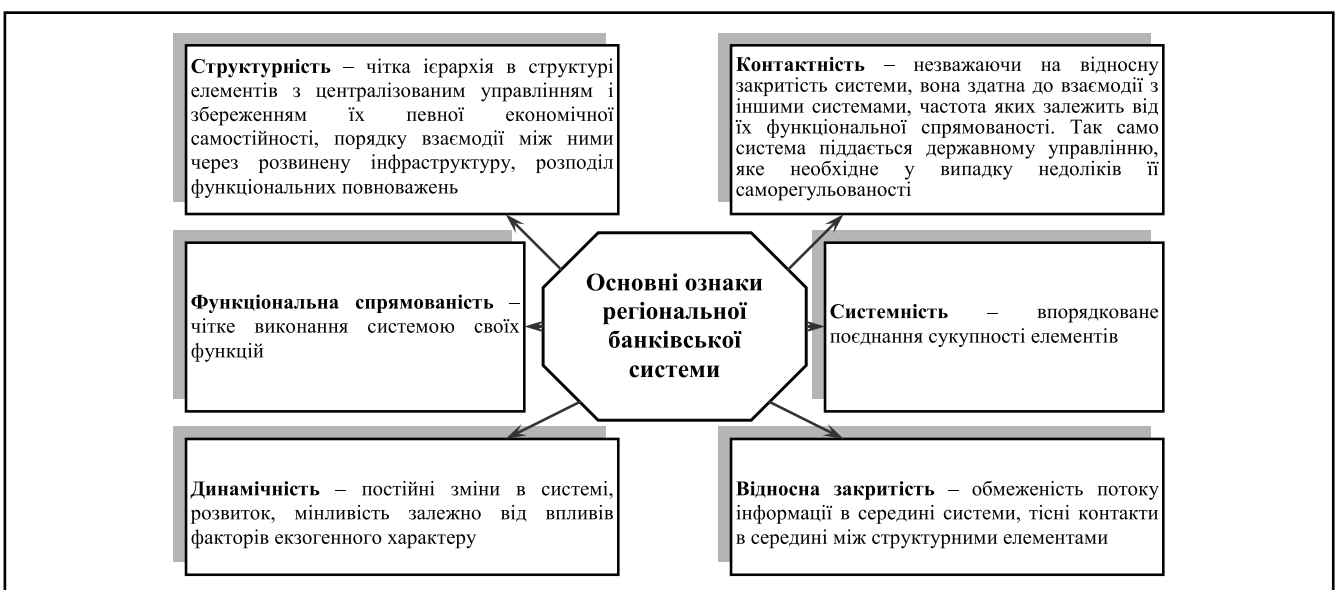 Структурність – чітка ієрархія в структурі
елементів з централізованим управлінням і
збереженням їх певної економічної
самостійності, порядку взаємодії між ними
через розвинену інфраструктуру, розподіл
функціональних повноважень
Контактність – незважаючи на відносну
закритість системи, вона здатна до взаємодії з
іншими системами, частота яких залежить від
їх функціональної спрямованості. Так само
система піддається державному управлінню,
яке необхідне у випадку недоліків її
саморегульованості
Функціональна спрямованість –
чітке виконання системою своїх
функцій
Основні ознаки
регіональної
банківської
системи
Системність – впорядковане
поєднання сукупності елементів
Динамічність – постійні зміни в системі,
розвиток, мінливість залежно від впливів
факторів екзогенного характеру
Відносна закритість – обмеженість потоку
інформації в середині системи, тісні контакти
в середині між структурними елементами